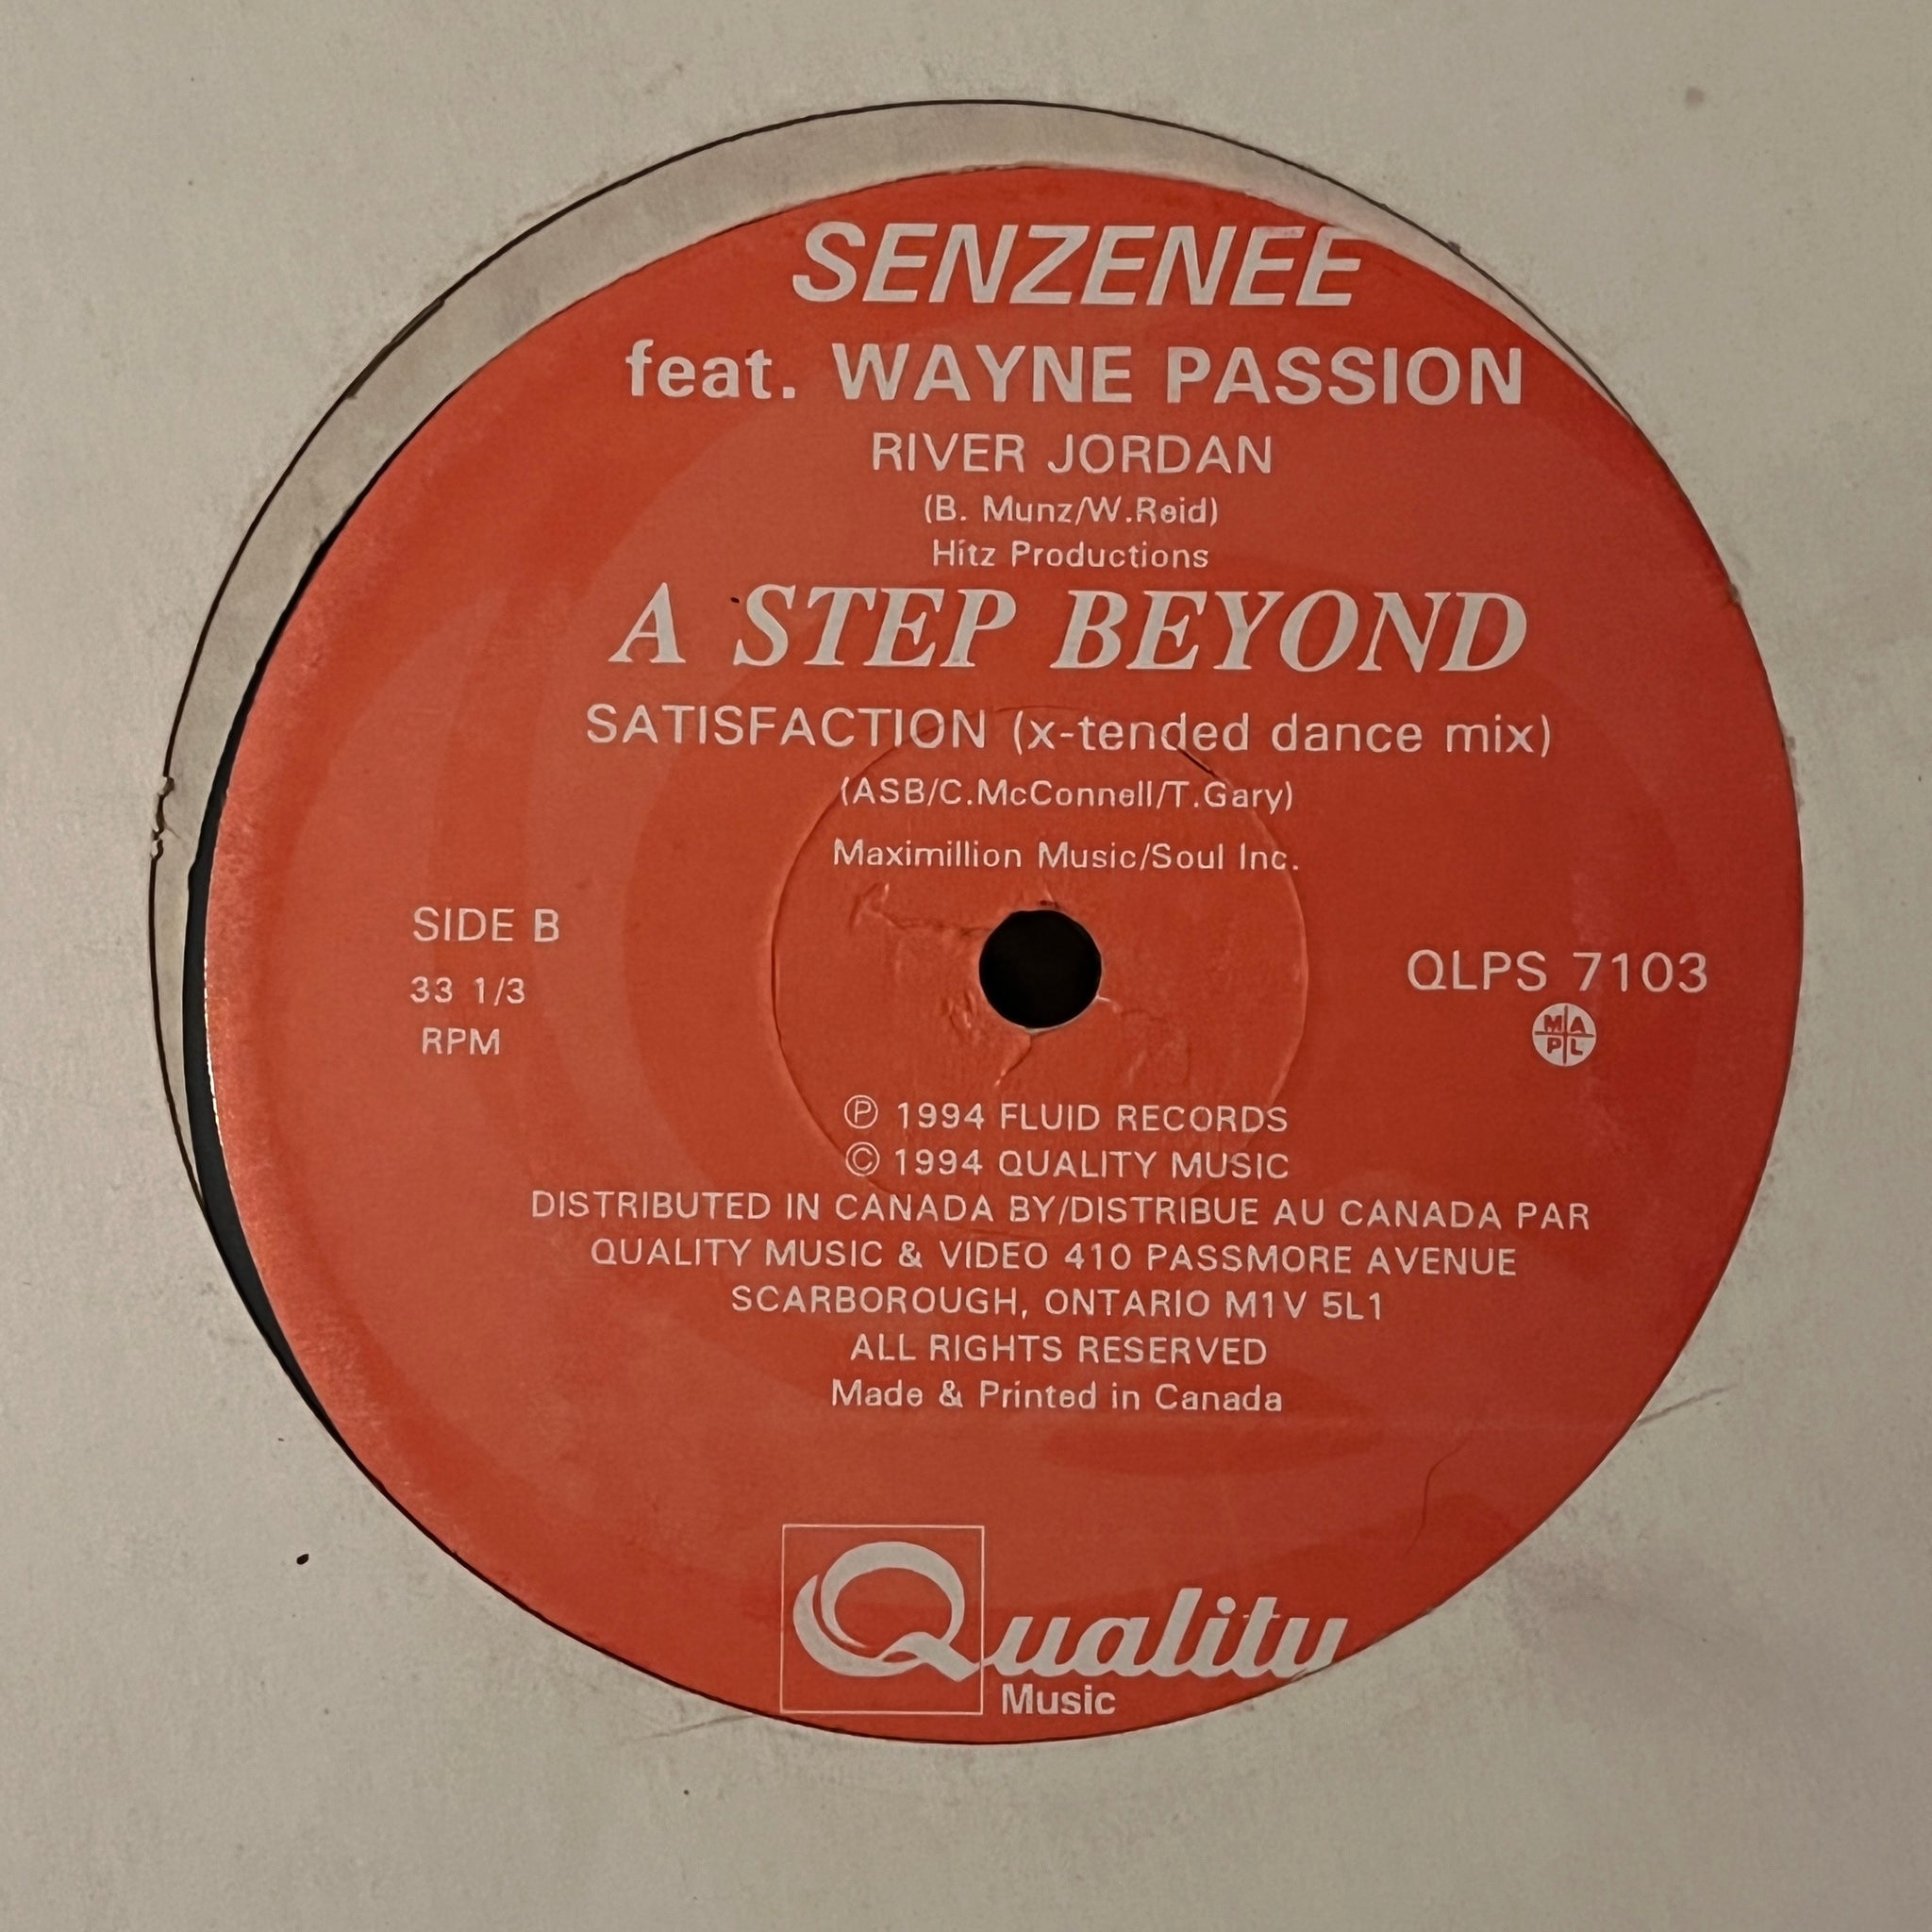 SENZENEE
feat. WAYNE PASSION
RIVER JORDAN
(B. Munz/W.Reid)
Hitz Productions
A STEP BEYOND
SATISFACTION (x-tended dance mix)
(ASB/C.McConnell/T.Gary)
Maximillion Music/Soul Inc.
SIDE B
33 1/3
RPM
QLPS 7103
MA
PL
Ⓟ 1994 FLUID RECORDS
© 1994 QUALITY MUSIC
DISTRIBUTED IN CANADA BY/DISTRIBUE AU CANADA PAR
QUALITY MUSIC & VIDEO 410 PASSMORE AVENUE
SCARBOROUGH, ONTARIO M1V 5L1
ALL RIGHTS RESERVED
Made & Printed in Canada
Quality
Music